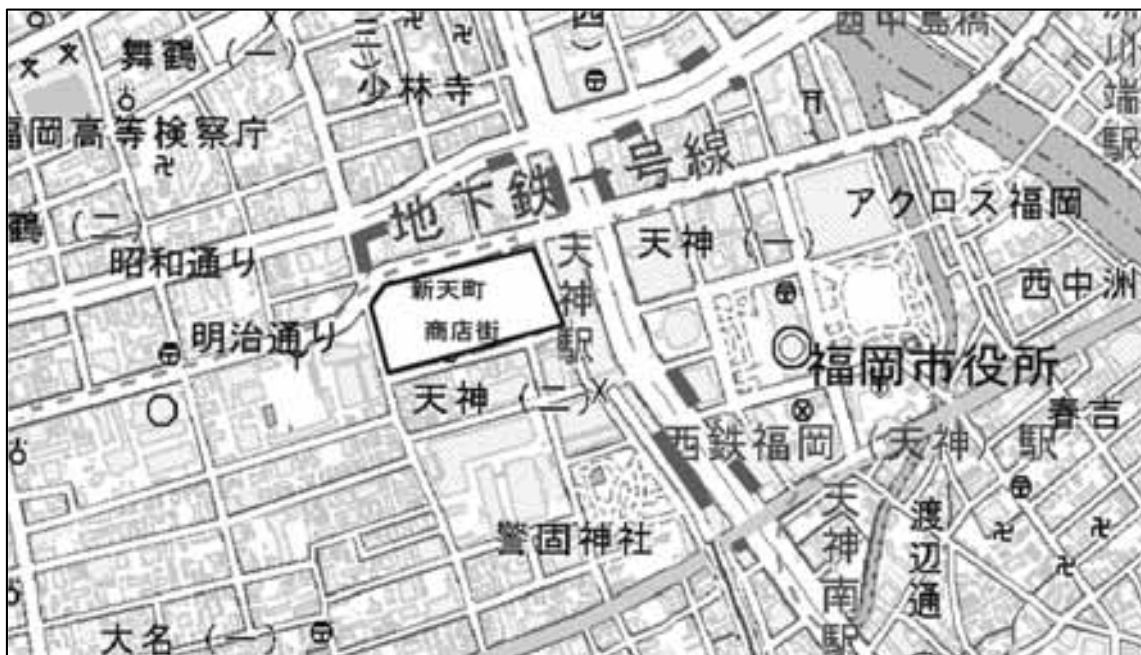 西中島橋
舞鶴（一）
少林寺
福岡高等検察庁
川端駅
地下鉄一号線
アクロス福岡
鶴（二）
昭和通り
天神（一）
西中洲
新天町
商店街
天神駅
明治通り
福岡市役所
天神（二）
春吉
西鉄福岡（天神）駅
警固神社
天神南駅
渡辺通
大名（一）